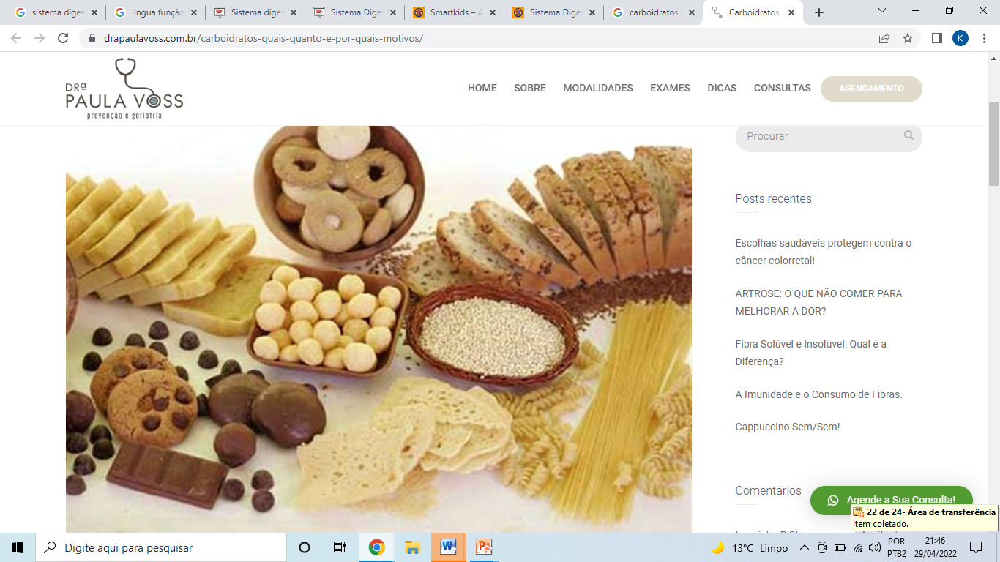 sistema diges
lingua função
Sistema diges
Sistema Diges
Smartkids – A
Sistema Diges
carboidratos
Carboidratos,
drapaulavoss.com.br/carboidratos-quais-quanto-e-por-quais-motivos/
K
DRª
PAULA VOSS
prevenção e geriatria
HOME
SOBRE
MODALIDADES
EXAMES
DICAS
CONSULTAS
AGENDAMENTO
Procurar
Posts recentes
Escolhas saudáveis protegem contra o
câncer colorretal!
ARTROSE: O QUE NÃO COMER PARA
MELHORAR A DOR?
Fibra Solúvel e Insolúvel: Qual é a
Diferença?
A Imunidade e o Consumo de Fibras.
Cappuccino Sem/Sem!
Comentários
Agende a Sua Consulta!
22 de 24- Área de transferência
Item coletado.
Digite aqui para pesquisar
W
P
13°C Limpo
POR
PTB2
21:46
29/04/2022